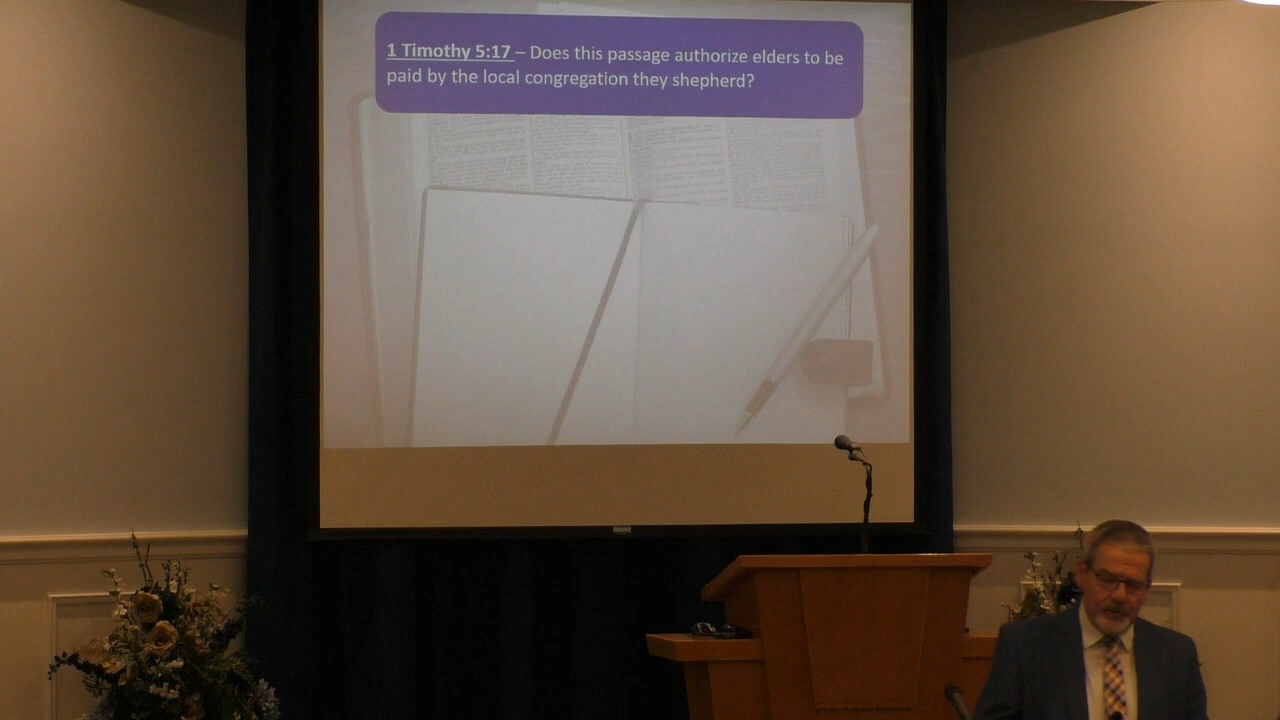 1 Timothy 5:17 – Does this passage authorize elders to be
paid by the local congregation they shepherd?